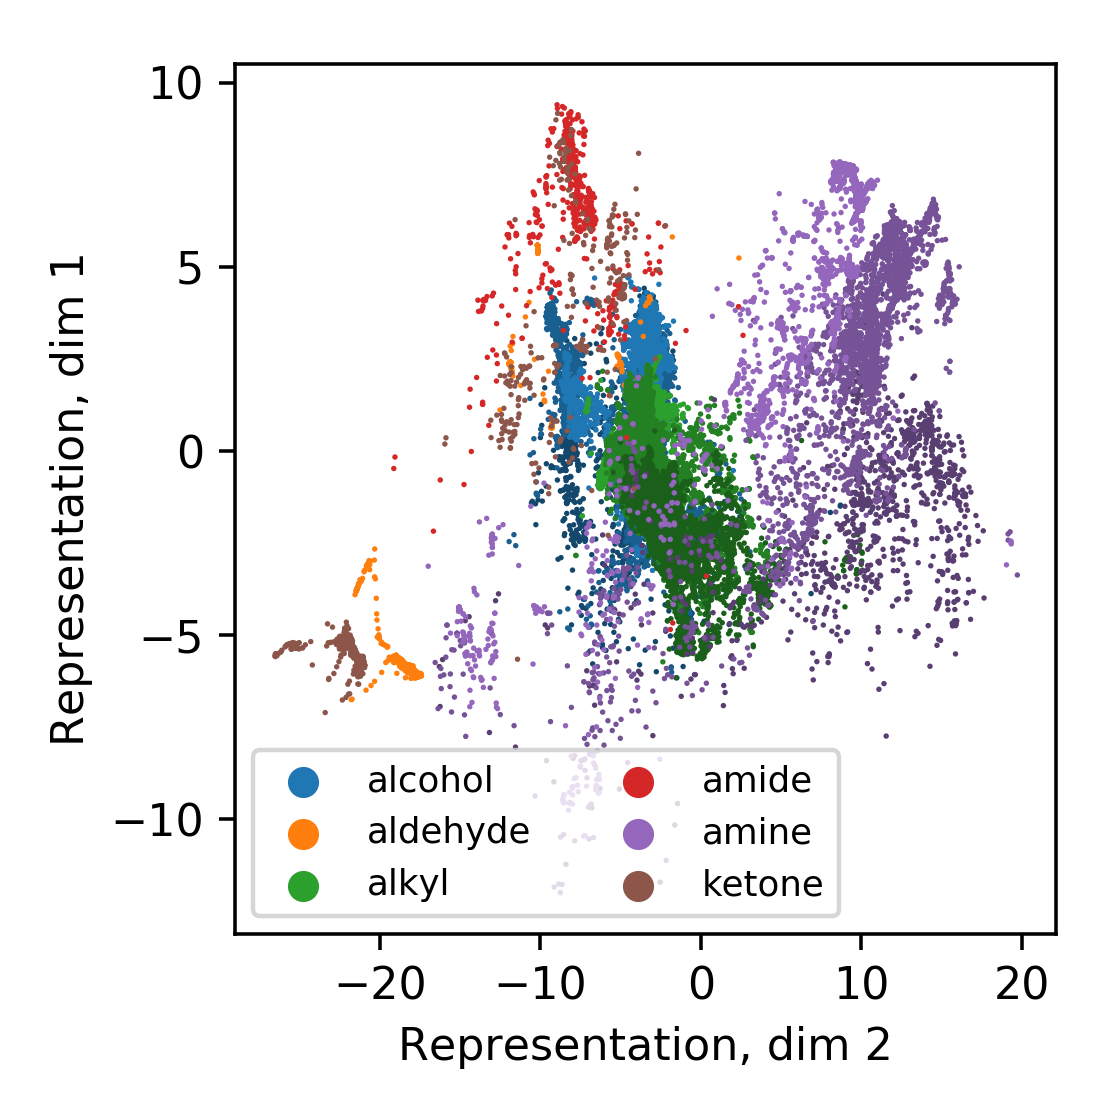 10
5
0
−5
−10
Representation, dim 1
alcohol
aldehyde
alkyl
amide
amine
ketone
−20
−10
0
10
20
Representation, dim 2